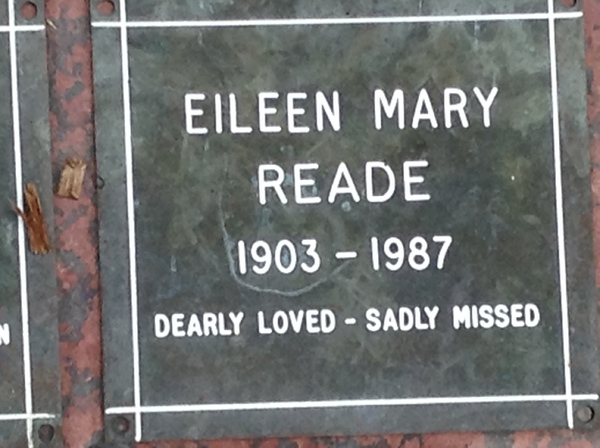 EILEEN MARY
READE
1903 - 1987
DEARLY LOVED - SADLY MISSED
N